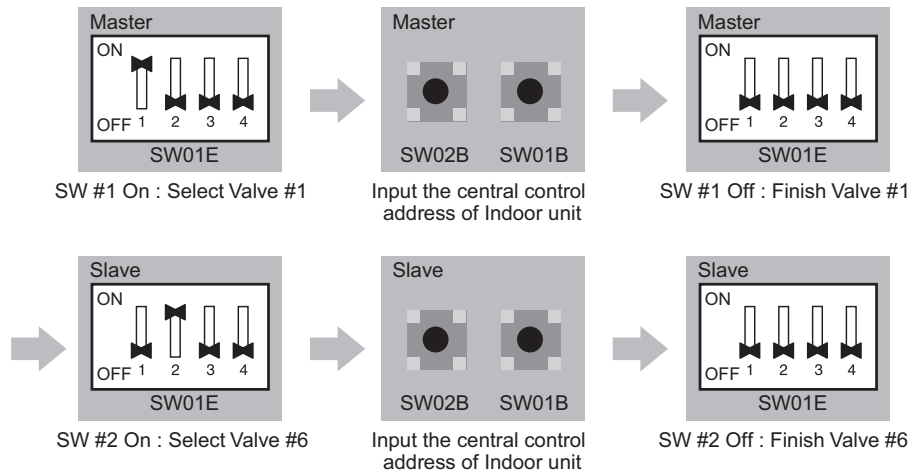 Master
ON
OFF 1 2 3 4
SW01E
SW #1 On : Select Valve #1
Master
SW02B SW01B
Input the central control
address of Indoor unit
Master
ON
OFF 1 2 3 4
SW01E
SW #1 Off : Finish Valve #1
Slave
ON
OFF 1 2 3 4
SW01E
SW #2 On : Select Valve #6
Slave
SW02B SW01B
Input the central control
address of Indoor unit
Slave
ON
OFF 1 2 3 4
SW01E
SW #2 Off : Finish Valve #6